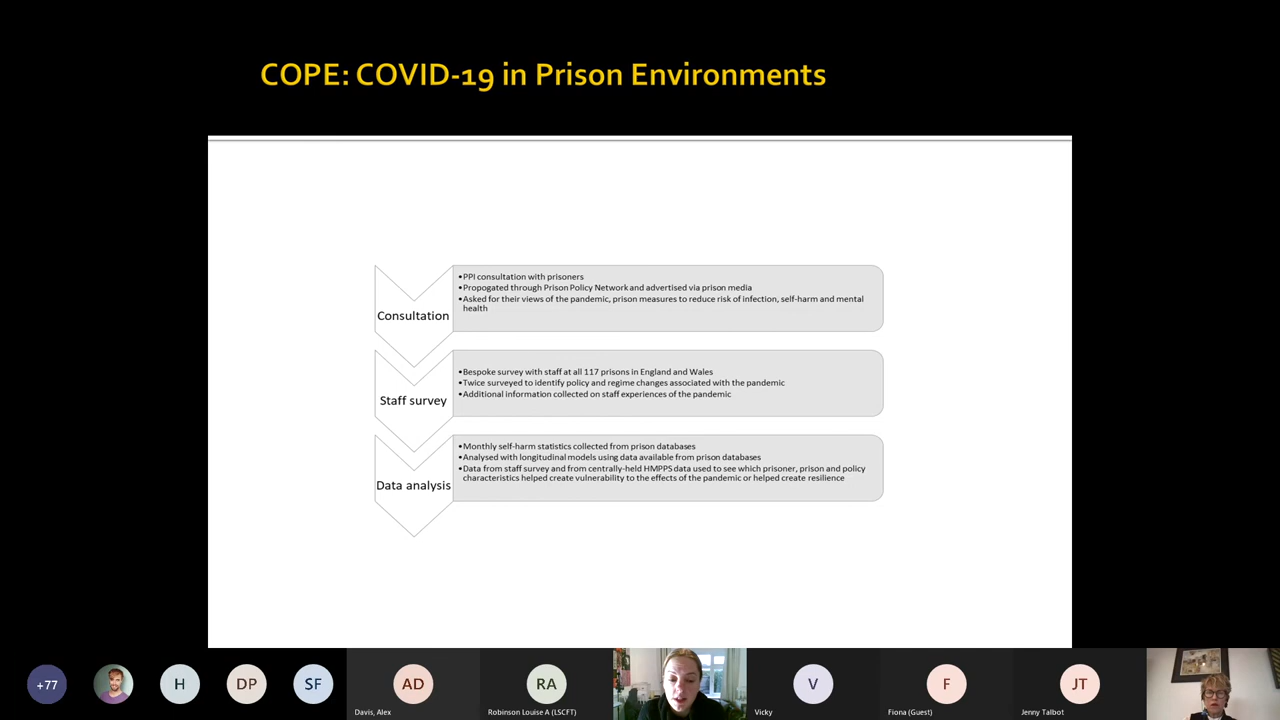 COPE: COVID-19 in Prison Environments
•PPI consultation with prisoners
•Propogated through Prison Policy Network and advertised via prison media
•Asked for their views of the pandemic, prison measures to reduce risk of infection, self-harm and mental
health
Consultation
•Bespoke survey with staff at all 117 prisons in England and Wales
•Twice surveyed to identify policy and regime changes associated with the pandemic
•Additional information collected on staff experiences of the pandemic
Staff survey
•Monthly self-harm statistics collected from prison databases
•Analysed with longitudinal models using data available from prison databases
•Data from staff survey and from centrally-held HMPPS data used to see which prisoner, prison and policy
characteristics helped create vulnerability to the effects of the pandemic or helped create resilience
Data analysis
+77
H
DP
SF
AD
RA
V
F
JT
Davis, Alex
Robinson Louise A (LSCFT)
Vicky
Fiona (Guest)
Jenny Talbot